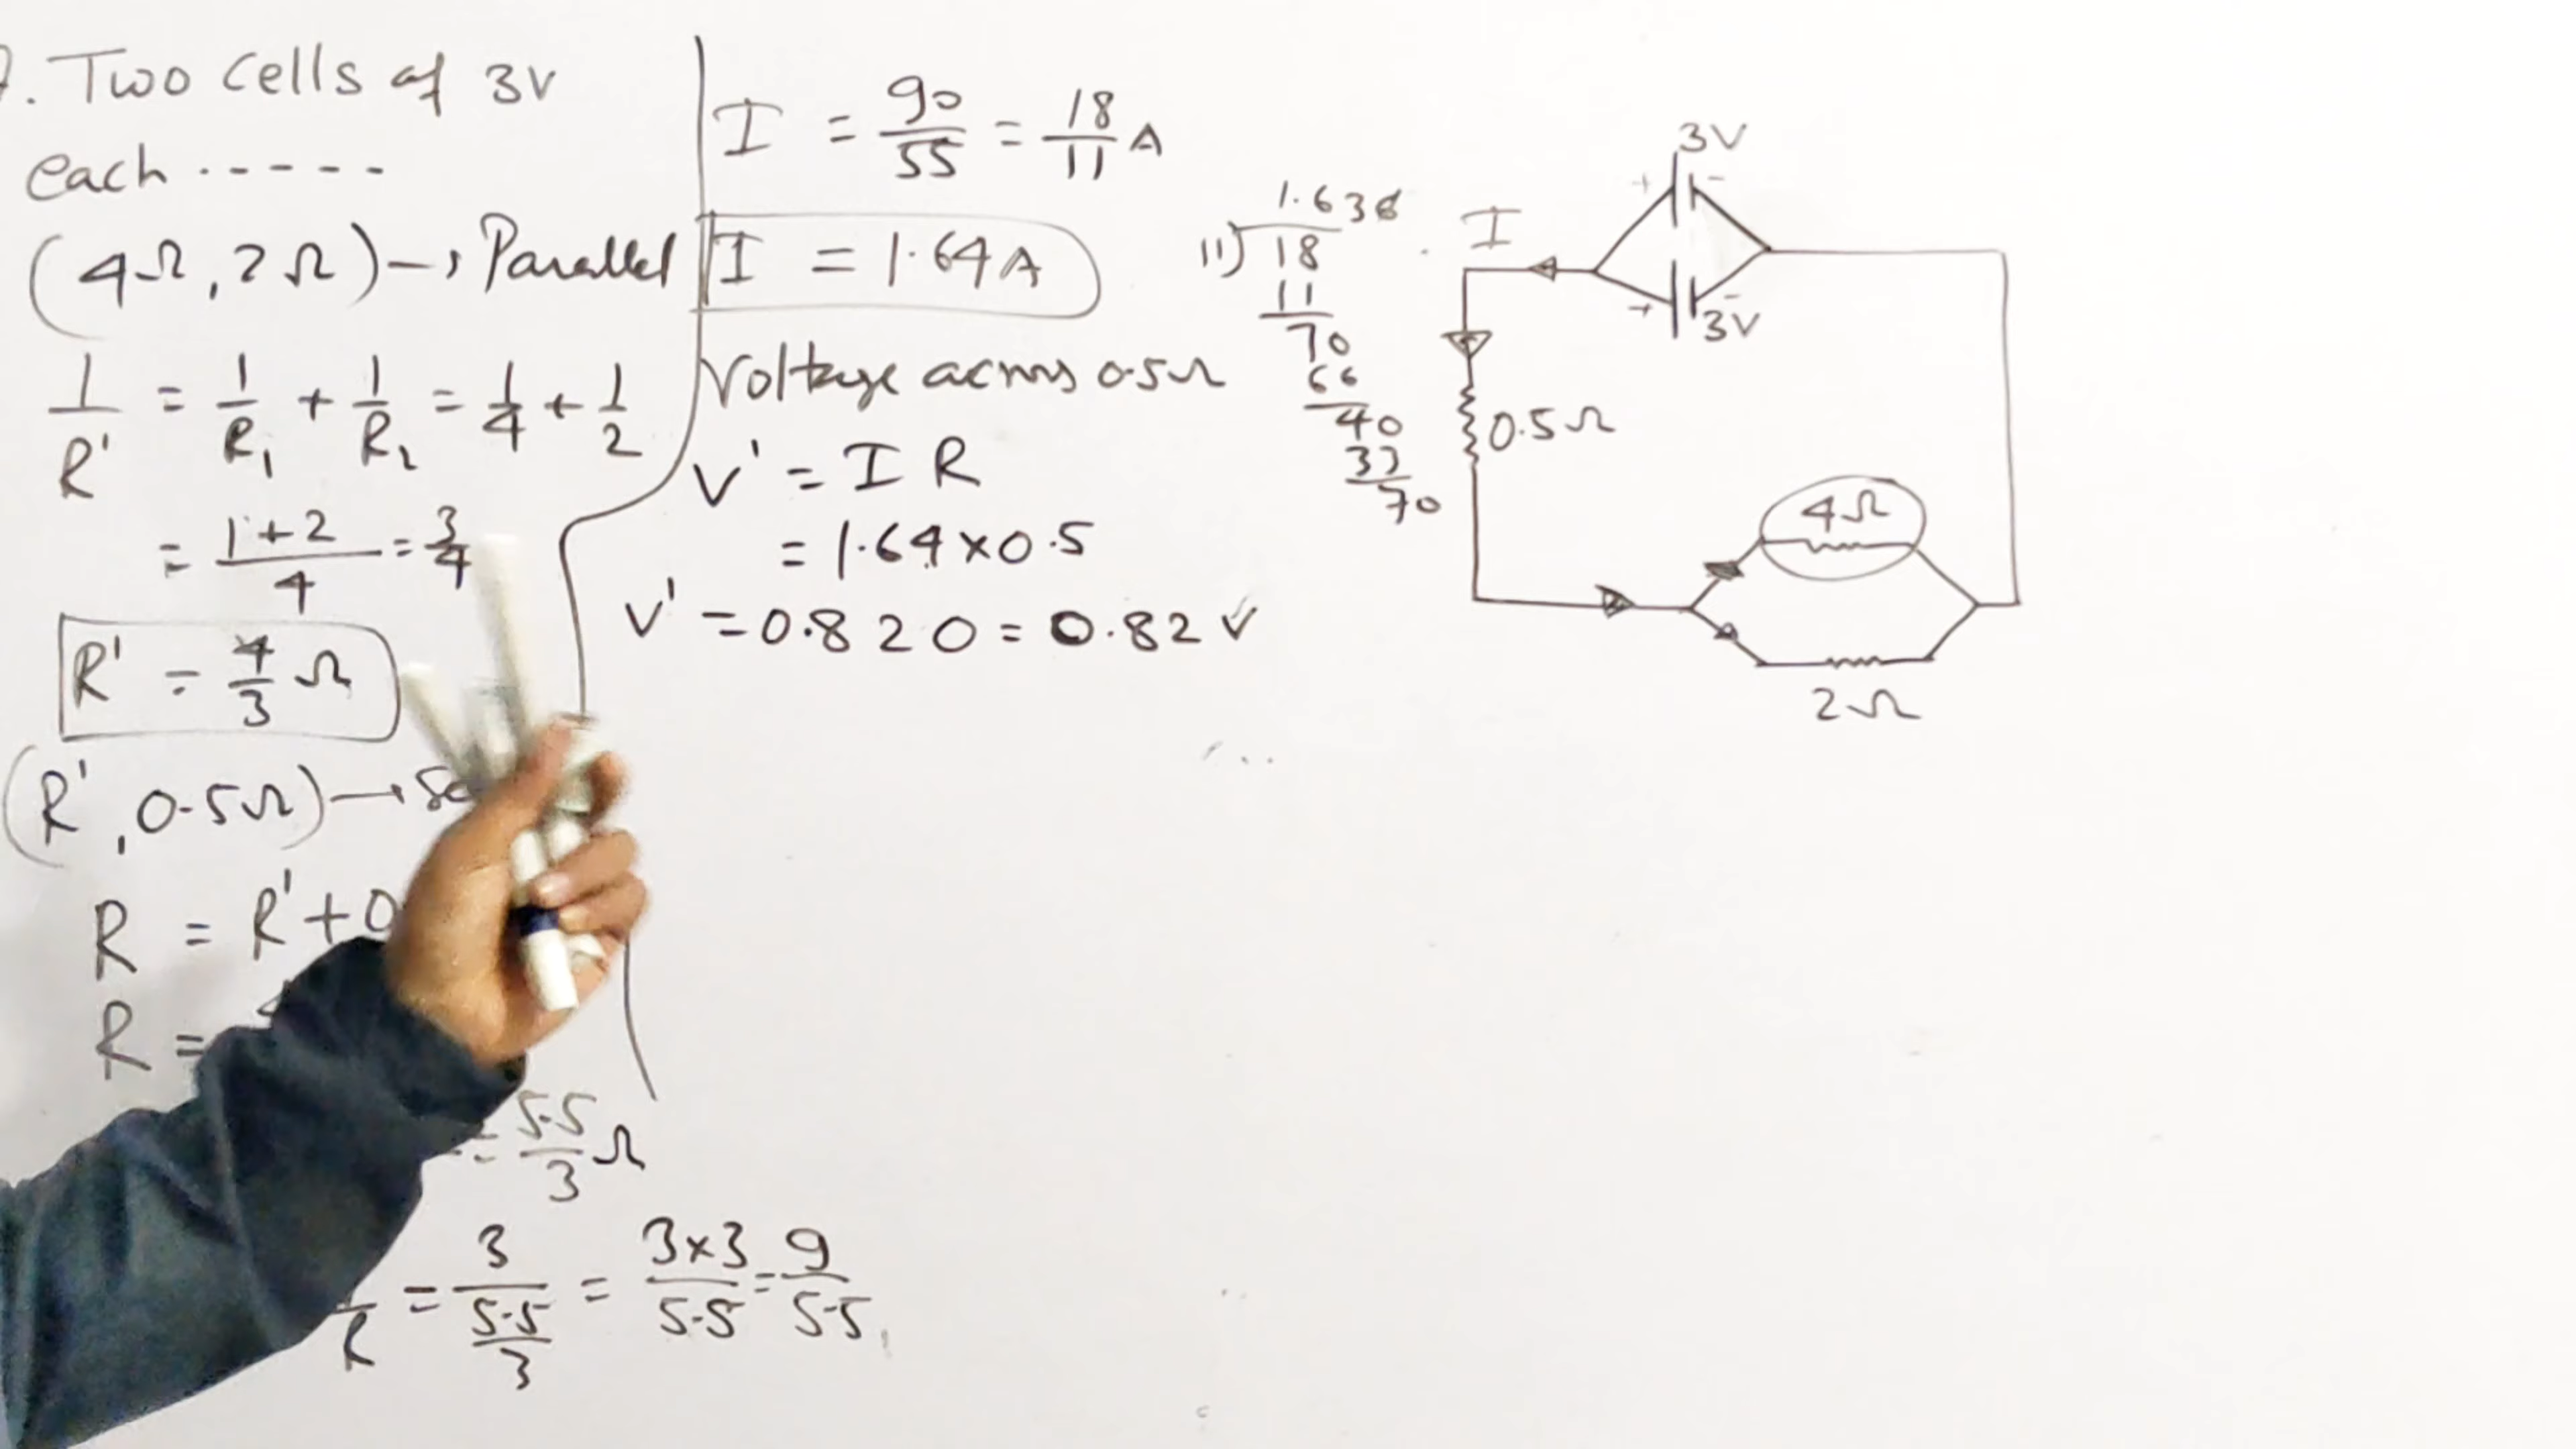 . Two cells of 3V
each -----
(4Ω, 2Ω) → Parallel
1/R' = 1/R₁ + 1/R₂ = 1/4 + 1/2
= (1+2)/4 = 3/4
R' = 4/3 Ω
(R', 0.5Ω) →
R = R' + 0
R =
= 5.5/3 Ω
R = 3/(5.5/3) = (3×3)/5.5 = 9/5.5
I = 90/55 = 18/11 A
I = 1.64A
Voltage across 0.5Ω
V' = I R
= 1.64×0.5
V' = 0.820 = 0.82 V
1.636
11) 18
11
70
66
40
33
70
3V
+ -
I
+ -
3V
0.5Ω
4Ω
2Ω